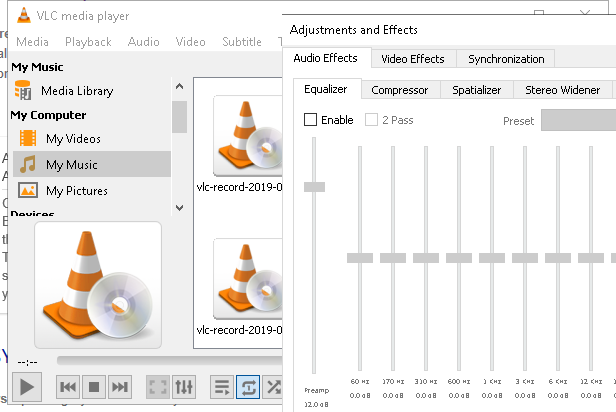 VLC media player
Media Playback Audio Video Subtitle T
My Music
Media Library
My Computer
My Videos
My Music
My Pictures
Devices
vlc-record-2019-0
vlc-record-2019-0
--:--
Adjustments and Effects
Audio Effects Video Effects Synchronization
Equalizer Compressor Spatializer Stereo Widener
Enable 2 Pass Preset
60 Hz 170 Hz 310 Hz 600 Hz 1 KHz 3 KHz 6 KHz 12 KHz
Preamp 0.0 dB 0.0 dB 0.0 dB 0.0 dB 0.0 dB 0.0 dB 0.0 dB 0.0 dB
12.0 dB